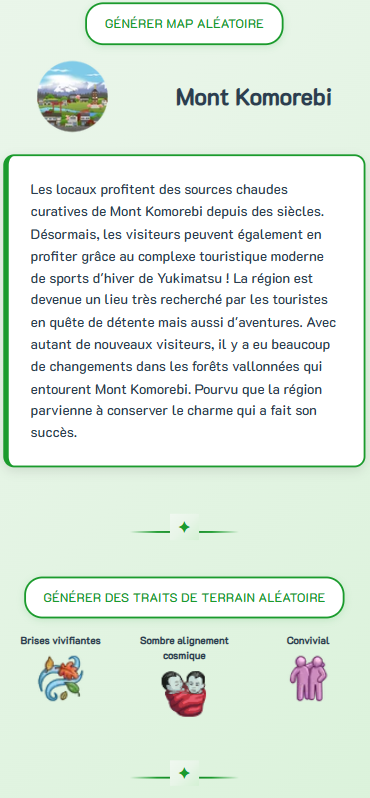 GÉNÉRER MAP ALÉATOIRE
Mont Komorebi
Les locaux profitent des sources chaudes
curatives de Mont Komorebi depuis des siècles.
Désormais, les visiteurs peuvent également en
profiter grâce au complexe touristique moderne
de sports d'hiver de Yukimatsu ! La région est
devenue un lieu très recherché par les touristes
en quête de détente mais aussi d'aventures. Avec
autant de nouveaux visiteurs, il y a eu beaucoup
de changements dans les forêts vallonnées qui
entourent Mont Komorebi. Pourvu que la région
parvienne à conserver le charme qui a fait son
succès.
GÉNÉRER DES TRAITS DE TERRAIN ALÉATOIRE
Brises vivifiantes
Sombre alignement
cosmique
Convivial